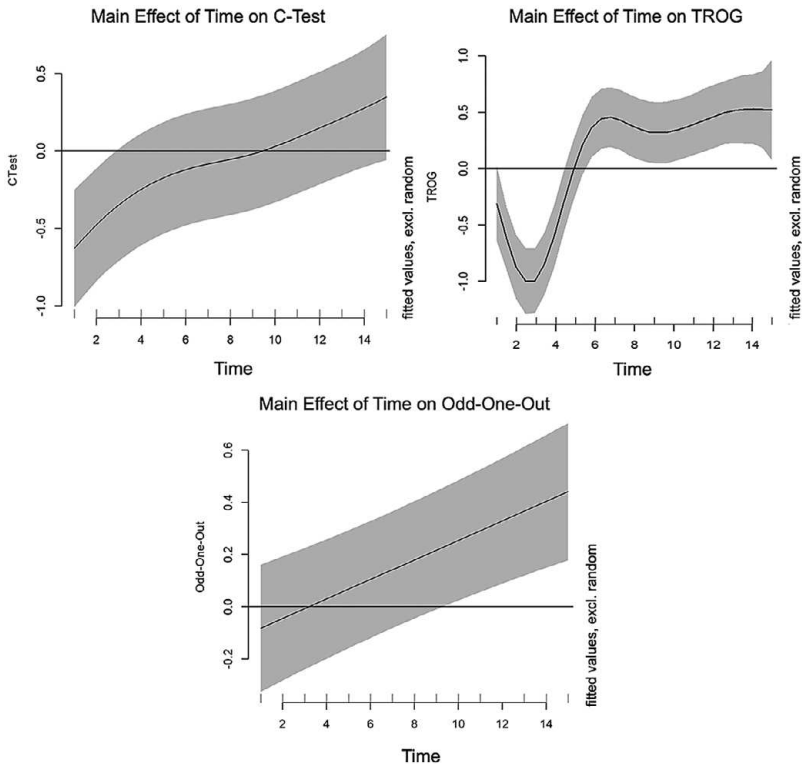 Main Effect of Time on C-Test
CTest
0.5
0.0
-0.5
-1.0
2 4 6 8 10 12 14
Time
fitted values, excl. random
Main Effect of Time on TROG
TROG
1.0
0.5
0.0
-0.5
-1.0
2 4 6 8 10 12 14
Time
fitted values, excl. random
Main Effect of Time on Odd-One-Out
Odd-One-Out
0.6
0.4
0.2
0.0
-0.2
2 4 6 8 10 12 14
Time
fitted values, excl. random